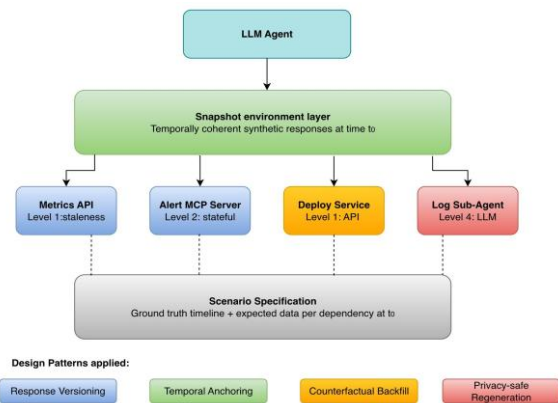 LLM Agent
Snapshot environment layer
Temporally coherent synthetic responses at time t₀
Metrics API
Level 1:staleness
Alert MCP Server
Level 2: stateful
Deploy Service
Level 1: API
Log Sub-Agent
Level 4: LLM
Scenario Specification
Ground truth timeline + expected data per dependency at t₀
Design Patterns applied:
Response Versioning
Temporal Anchoring
Counterfactual Backfill
Privacy-safe
Regeneration